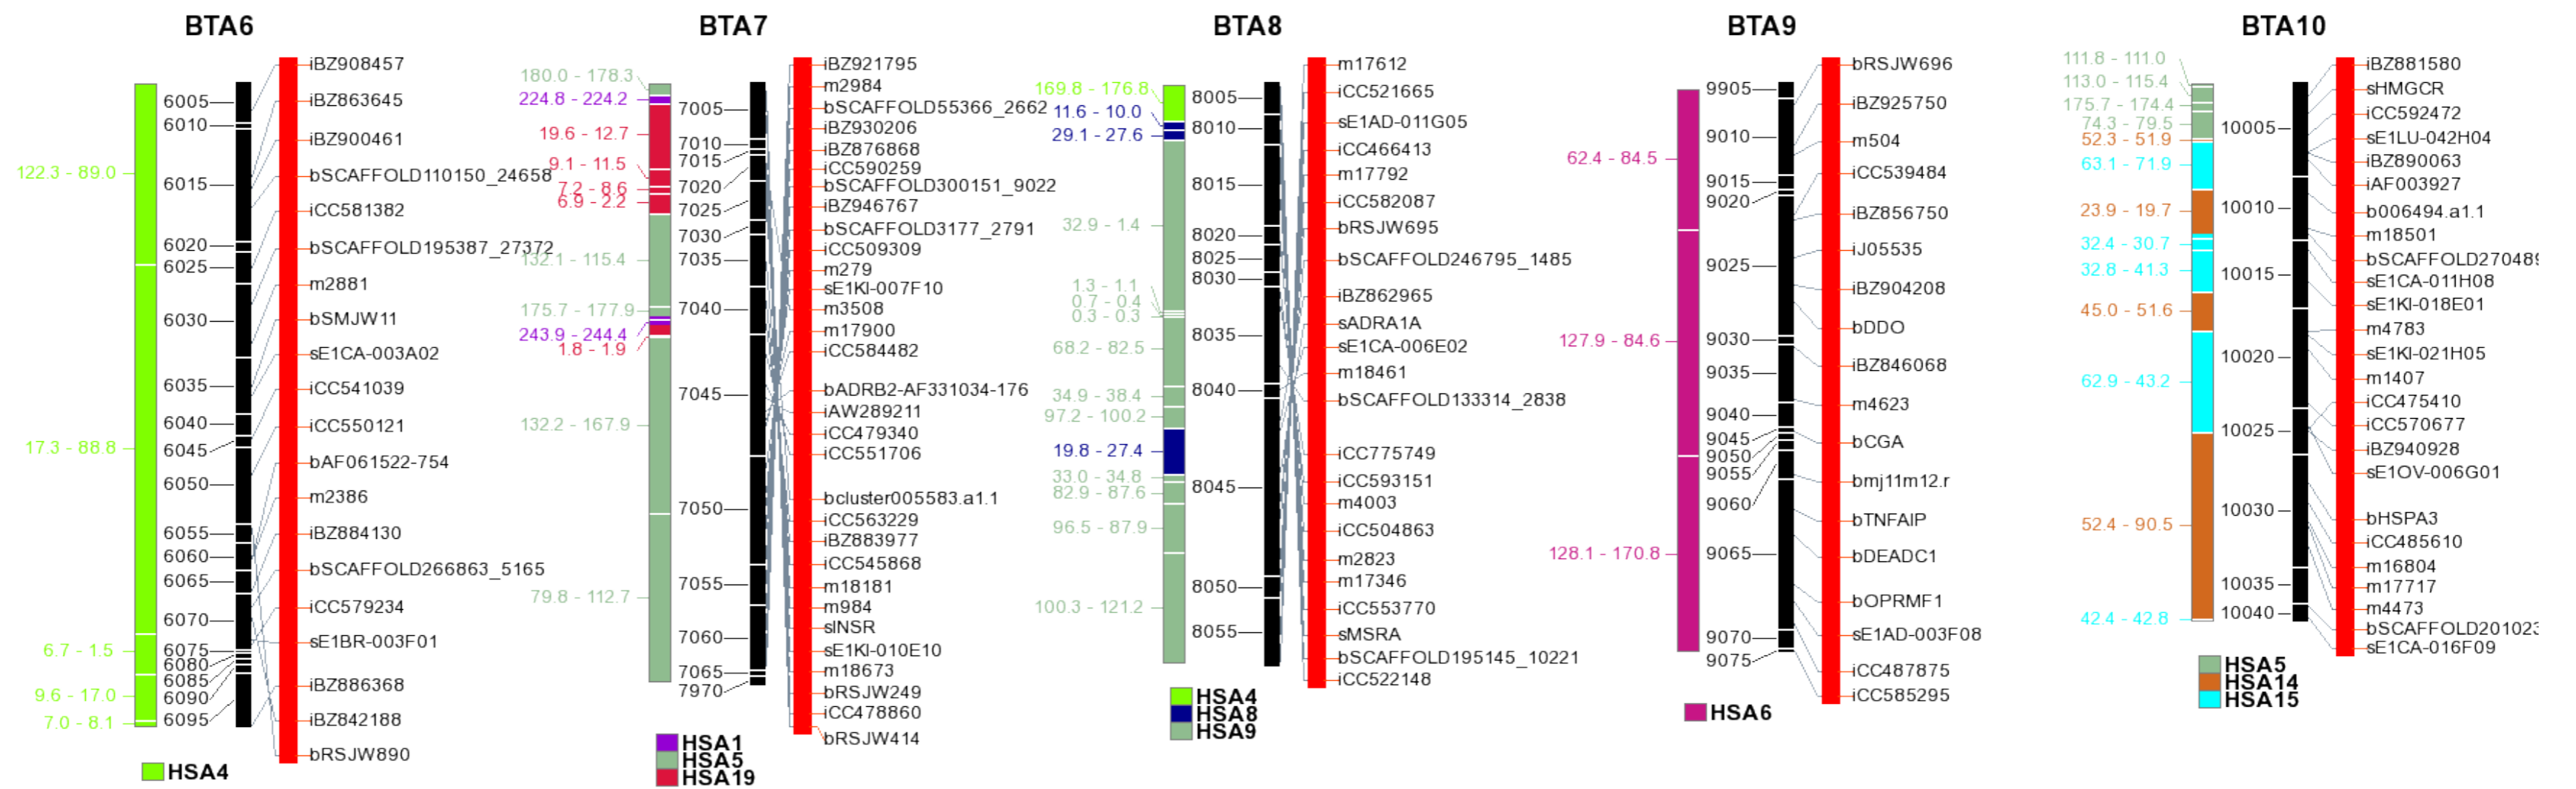 BTA6
122.3 - 89.0
17.3 - 88.8
6.7 - 1.5
9.6 - 17.0
7.0 - 8.1
6005
6010
6015
6020
6025
6030
6035
6040
6045
6050
6055
6060
6065
6070
6075
6080
6085
6090
6095
iBZ908457
iBZ863645
iBZ900461
bSCAFFOLD110150_24658
iCC581382
bSCAFFOLD195387_27372
m2881
bSMJW11
sE1CA-003A02
iCC541039
iCC550121
bAF061522-754
m2386
iBZ884130
bSCAFFOLD266863_5165
iCC579234
sE1BR-003F01
iBZ886368
iBZ842188
bRSJW890
HSA4
BTA7
180.0 - 178.3
224.8 - 224.2
19.6 - 12.7
9.1 - 11.5
7.2 - 8.6
6.9 - 2.2
132.1 - 115.4
175.7 - 177.9
243.9 - 244.4
1.8 - 1.9
132.2 - 167.9
79.8 - 112.7
7005
7010
7015
7020
7025
7030
7035
7040
7045
7050
7055
7060
7065
7970
iBZ921795
m2984
bSCAFFOLD55366_2662
iBZ930206
iBZ876868
iCC590259
bSCAFFOLD300151_9022
iBZ946767
bSCAFFOLD3177_2791
iCC509309
m279
sE1KI-007F10
m3508
m17900
iCC584482
bADRB2-AF331034-176
iAW289211
iCC479340
iCC551706
bcluster005583.a1.1
iCC563229
iBZ883977
iCC545868
m18181
m984
sINSR
sE1KI-010E10
m18673
bRSJW249
iCC478860
bRSJW414
HSA1
HSA5
HSA19
BTA8
169.8 - 176.8
11.6 - 10.0
29.1 - 27.6
32.9 - 1.4
1.3 - 1.1
0.7 - 0.4
0.3 - 0.3
68.2 - 82.5
34.9 - 38.4
97.2 - 100.2
19.8 - 27.4
33.0 - 34.8
82.9 - 87.6
96.5 - 87.9
100.3 - 121.2
8005
8010
8015
8020
8025
8030
8035
8040
8045
8050
8055
m17612
iCC521665
sE1AD-011G05
iCC466413
m17792
iCC582087
bRSJW695
bSCAFFOLD246795_1485
iBZ862965
sADRA1A
sE1CA-006E02
m18461
bSCAFFOLD133314_2838
iCC775749
iCC593151
m4003
iCC504863
m2823
m17346
iCC553770
sMSRA
bSCAFFOLD195145_10221
iCC522148
HSA4
HSA8
HSA9
BTA9
62.4 - 84.5
127.9 - 84.6
128.1 - 170.8
9905
9010
9015
9020
9025
9030
9035
9040
9045
9050
9055
9060
9065
9070
9075
bRSJW696
iBZ925750
m504
iCC539484
iBZ856750
iJ05535
iBZ904208
bDDO
iBZ846068
m4623
bCGA
bmj11m12.r
bTNFAIP
bDEADC1
bOPRMF1
sE1AD-003F08
iCC487875
iCC585295
HSA6
BTA10
111.8 - 111.0
113.0 - 115.4
175.7 - 174.4
74.3 - 79.5
52.3 - 51.9
63.1 - 71.9
23.9 - 19.7
32.4 - 30.7
32.8 - 41.3
45.0 - 51.6
62.9 - 43.2
52.4 - 90.5
42.4 - 42.8
10005
10010
10015
10020
10025
10030
10035
10040
iBZ881580
sHMGCR
iCC592472
sE1LU-042H04
iBZ890063
iAF003927
b006494.a1.1
m18501
bSCAFFOLD270489
sE1CA-011H08
sE1KI-018E01
m4783
sE1KI-021H05
m1407
iCC475410
iCC570677
iBZ940928
sE1OV-006G01
bHSPA3
iCC485610
m16804
m17717
m4473
bSCAFFOLD201023
sE1CA-016F09
HSA5
HSA14
HSA15